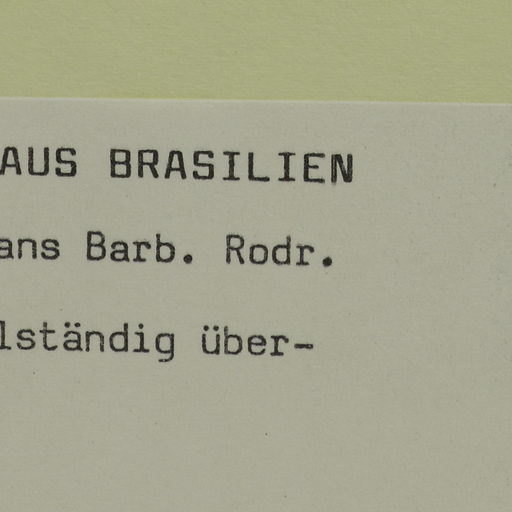 AUS BRASILIEN
ans Barb. Rodr.
lständig über-